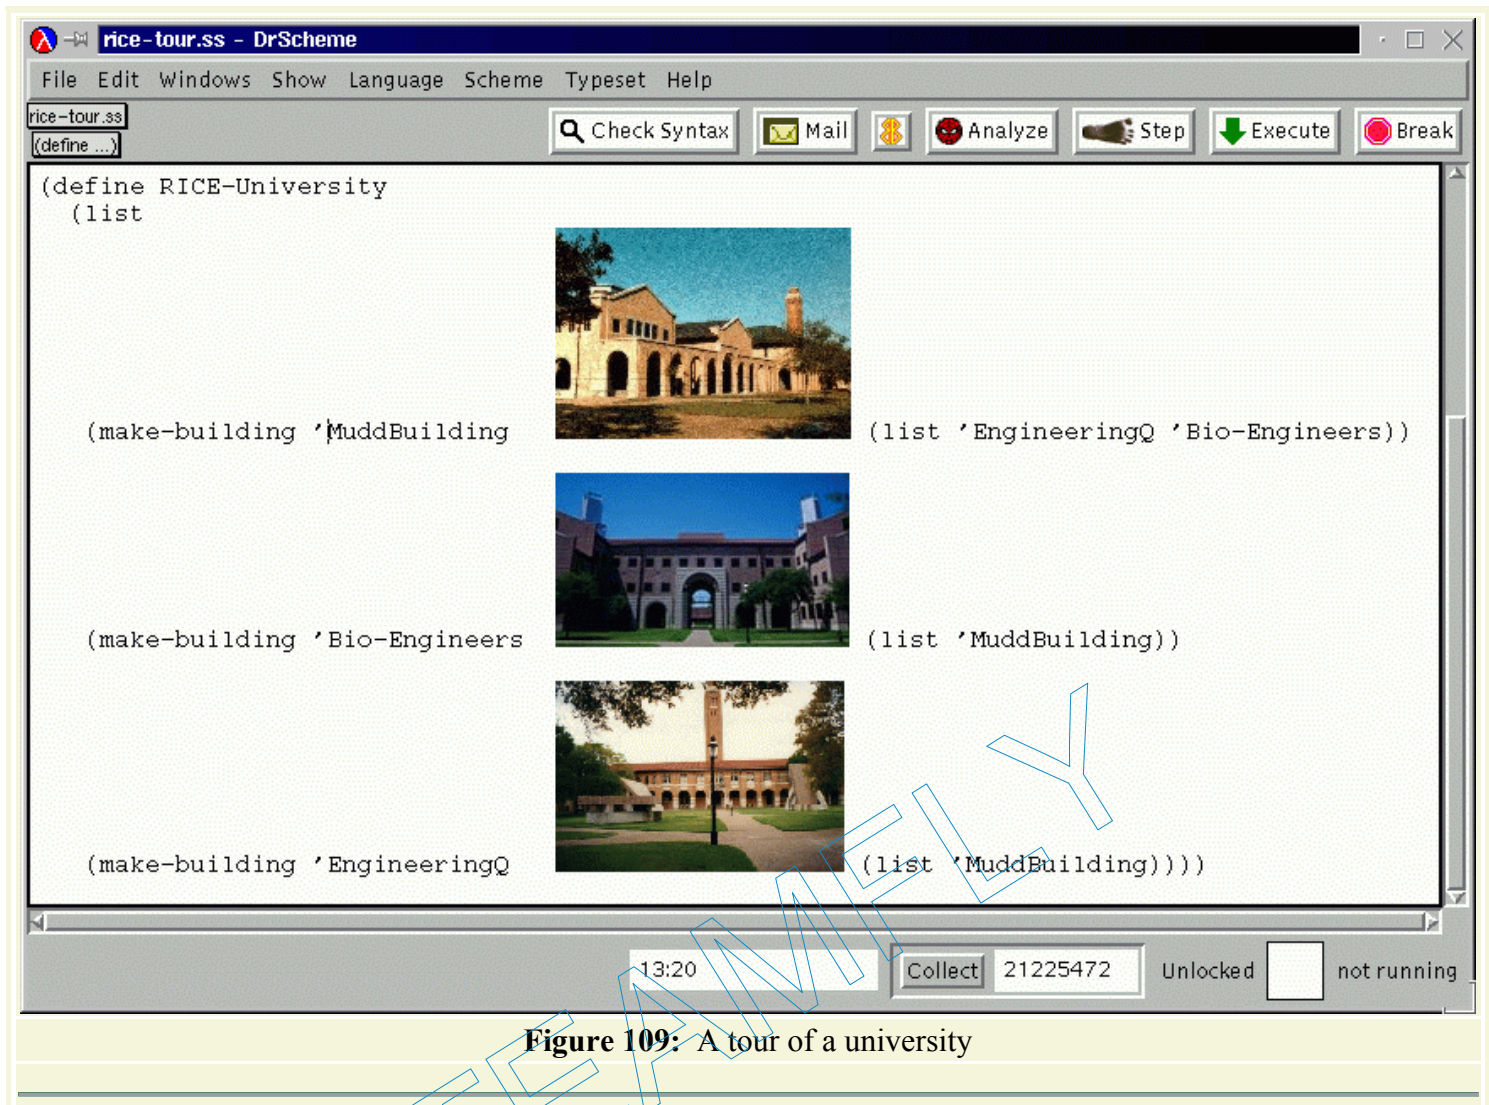 rice-tour.ss - DrScheme
File Edit Windows Show Language Scheme Typeset Help
rice-tour.ss
(define ...)
Check Syntax Mail Analyze Step Execute Break
(define RICE-University
(list
(make-building 'MuddBuilding (list 'EngineeringQ 'Bio-Engineers))
(make-building 'Bio-Engineers (list 'MuddBuilding))
(make-building 'EngineeringQ (list 'MuddBuilding))))
13:20 Collect 21225472 Unlocked not running
Figure 109: A tour of a university
TEAMFLY